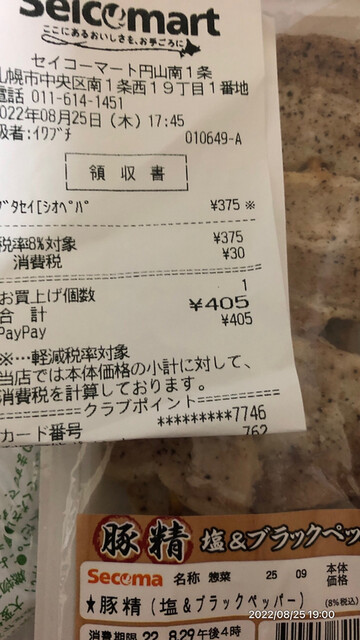 Seicomart
ここにあるおいしさを、お手ごろに
セイコーマート円山南1条
札幌市中央区南1条西19丁目1番地
電話 011-614-1451
2022年08月25日(木) 17:45
扱者:イワブチ 010649-A
領収書
ブタセイ[シオペパ ¥375 ※
税率8%対象 ¥375
消費税 ¥30
お買上げ個数 1
合 計 ¥405
PayPay ¥405
※…軽減税率対象
当店では本体価格の小計に対して、
消費税を計算しております。
クラブポイント
カード番号 *********7746
762
豚精 塩&ブラックペッ
Secoma 名称 惣菜 25 09 本体価格
★豚精(塩&ブラックペッパー) (8%税込)
消費期限 22.8.29午後4時
2022/08/25 19:00